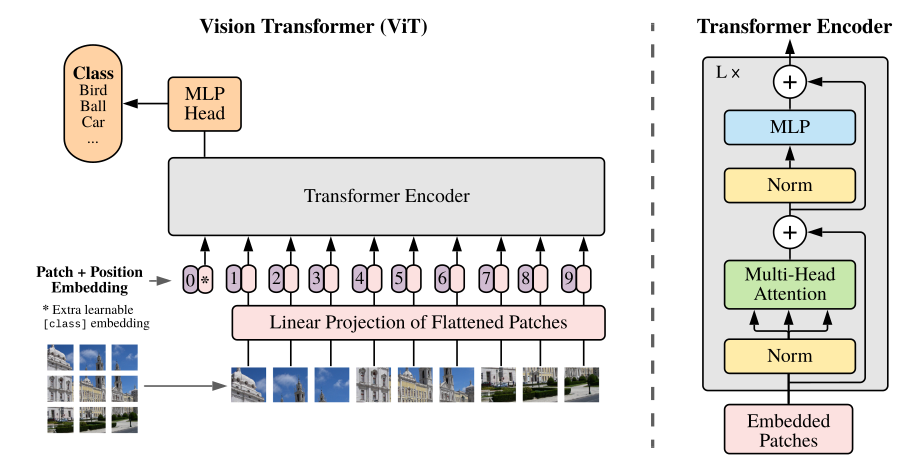 Vision Transformer (ViT)
Class
Bird
Ball
Car
...
MLP
Head
Transformer Encoder
Patch + Position
Embedding
0 * 1 2 3 4 5 6 7 8 9
* Extra learnable
[class] embedding
Linear Projection of Flattened Patches
Transformer Encoder
L x
+
MLP
Norm
+
Multi-Head
Attention
Norm
Embedded
Patches